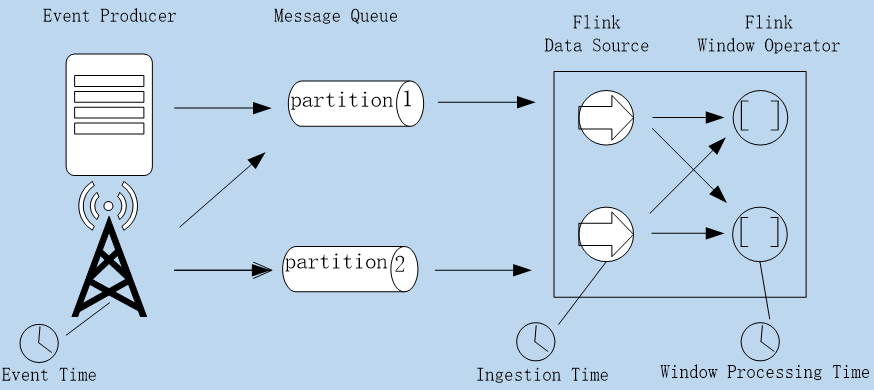 Event Producer
Message Queue
Flink
Data Source
Flink
Window Operator
partition 1
partition 2
Event Time
Ingestion Time
Window Processing Time